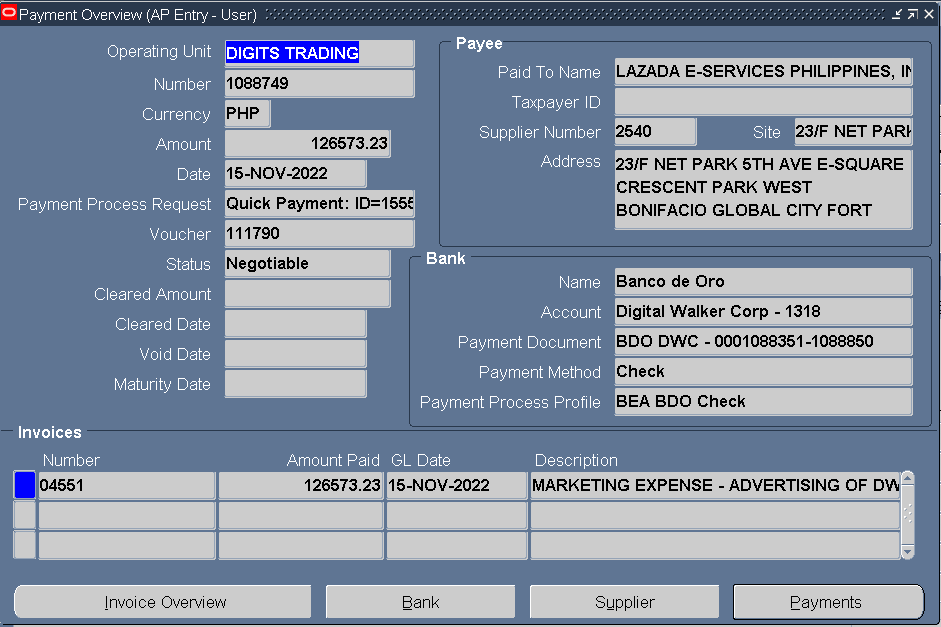 Payment Overview (AP Entry - User)
Operating Unit DIGITS TRADING
Number 1088749
Currency PHP
Amount 126573.23
Date 15-NOV-2022
Payment Process Request Quick Payment: ID=1555
Voucher 111790
Status Negotiable
Cleared Amount
Cleared Date
Void Date
Maturity Date
Payee
Paid To Name LAZADA E-SERVICES PHILIPPINES, IN
Taxpayer ID
Supplier Number 2540 Site 23/F NET PARK
Address 23/F NET PARK 5TH AVE E-SQUARE
CRESCENT PARK WEST
BONIFACIO GLOBAL CITY FORT
Bank
Name Banco de Oro
Account Digital Walker Corp - 1318
Payment Document BDO DWC - 0001088351-1088850
Payment Method Check
Payment Process Profile BEA BDO Check
Invoices
Number Amount Paid GL Date Description
04551 126573.23 15-NOV-2022 MARKETING EXPENSE - ADVERTISING OF DW
Invoice Overview Bank Supplier Payments